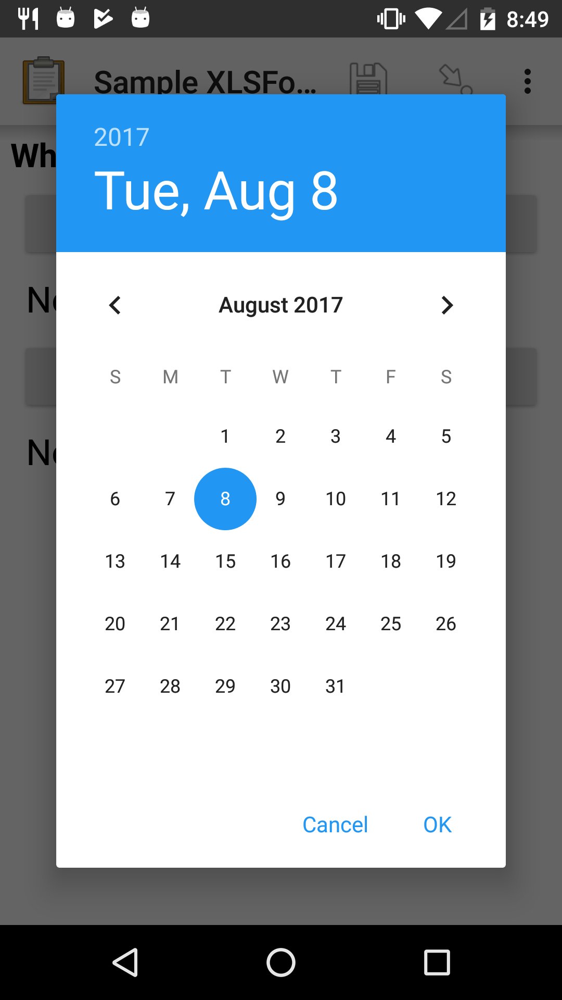 8:49
Sample XLSFo...
Wh
2017
Tue, Aug 8
No
No
August 2017
S M T W T F S
1 2 3 4 5
6 7 8 9 10 11 12
13 14 15 16 17 18 19
20 21 22 23 24 25 26
27 28 29 30 31
Cancel OK